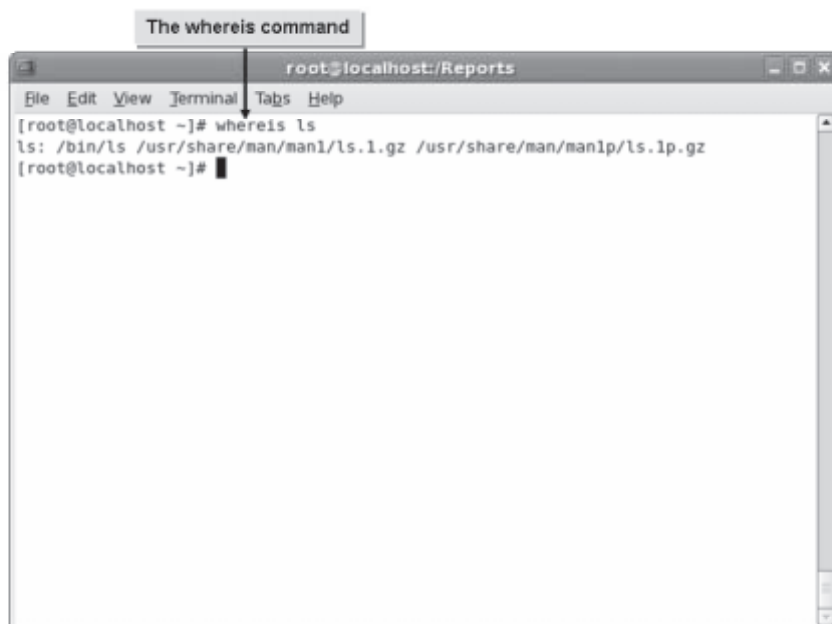 The whereis command
root@localhost:/Reports
File Edit View Terminal Tabs Help
[root@localhost ~]# whereis ls
ls: /bin/ls /usr/share/man/man1/ls.1.gz /usr/share/man/man1p/ls.1p.gz
[root@localhost ~]#